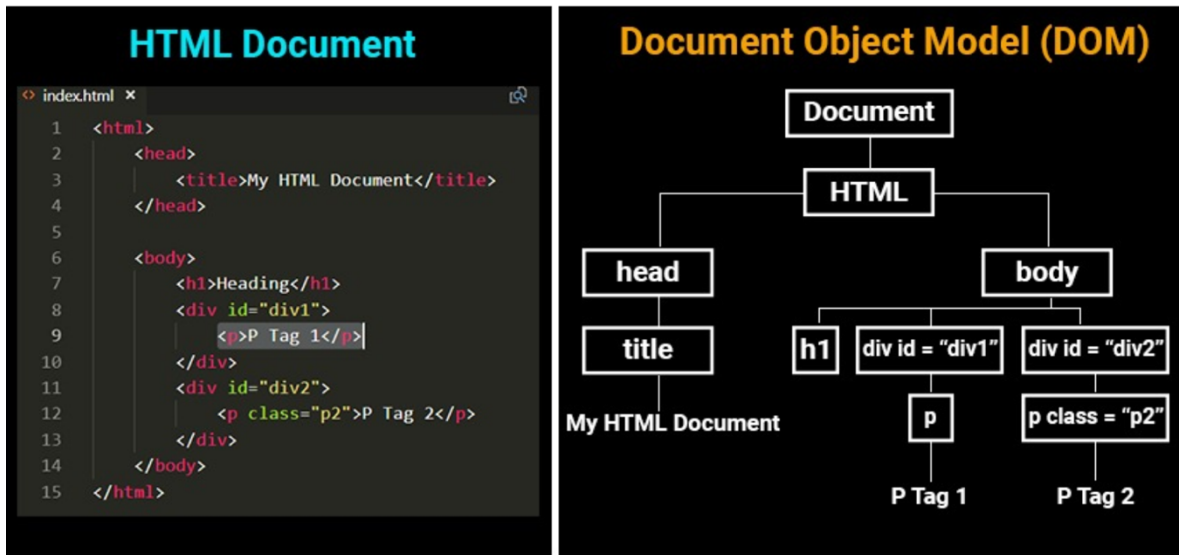 HTML Document
index.html ×
1 <html>
2 <head>
3 <title>My HTML Document</title>
4 </head>
5
6 <body>
7 <h1>Heading</h1>
8 <div id="div1">
9 <p>P Tag 1</p>
10 </div>
11 <div id="div2">
12 <p class="p2">P Tag 2</p>
13 </div>
14 </body>
15 </html>
Document Object Model (DOM)
Document
HTML
head body
title h1 div id = “div1” div id = “div2”
My HTML Document p p class = “p2”
P Tag 1 P Tag 2